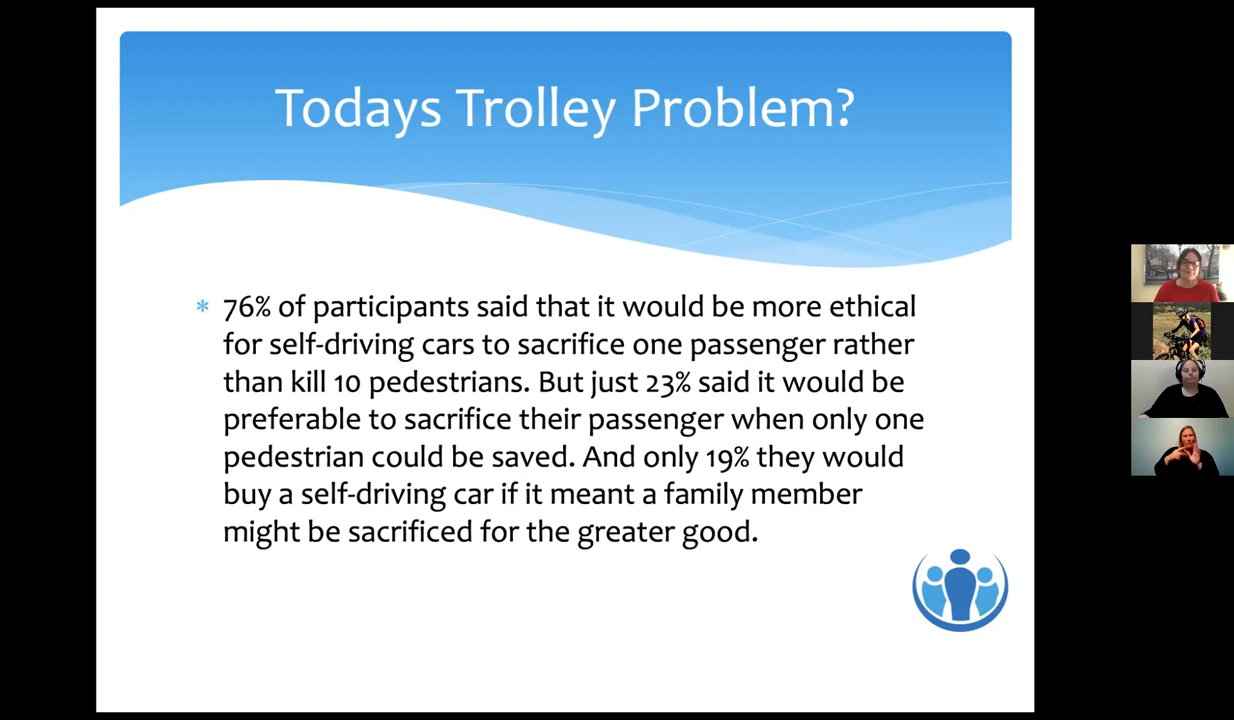 Todays Trolley Problem?
* 76% of participants said that it would be more ethical
for self-driving cars to sacrifice one passenger rather
than kill 10 pedestrians. But just 23% said it would be
preferable to sacrifice their passenger when only one
pedestrian could be saved. And only 19% they would
buy a self-driving car if it meant a family member
might be sacrificed for the greater good.